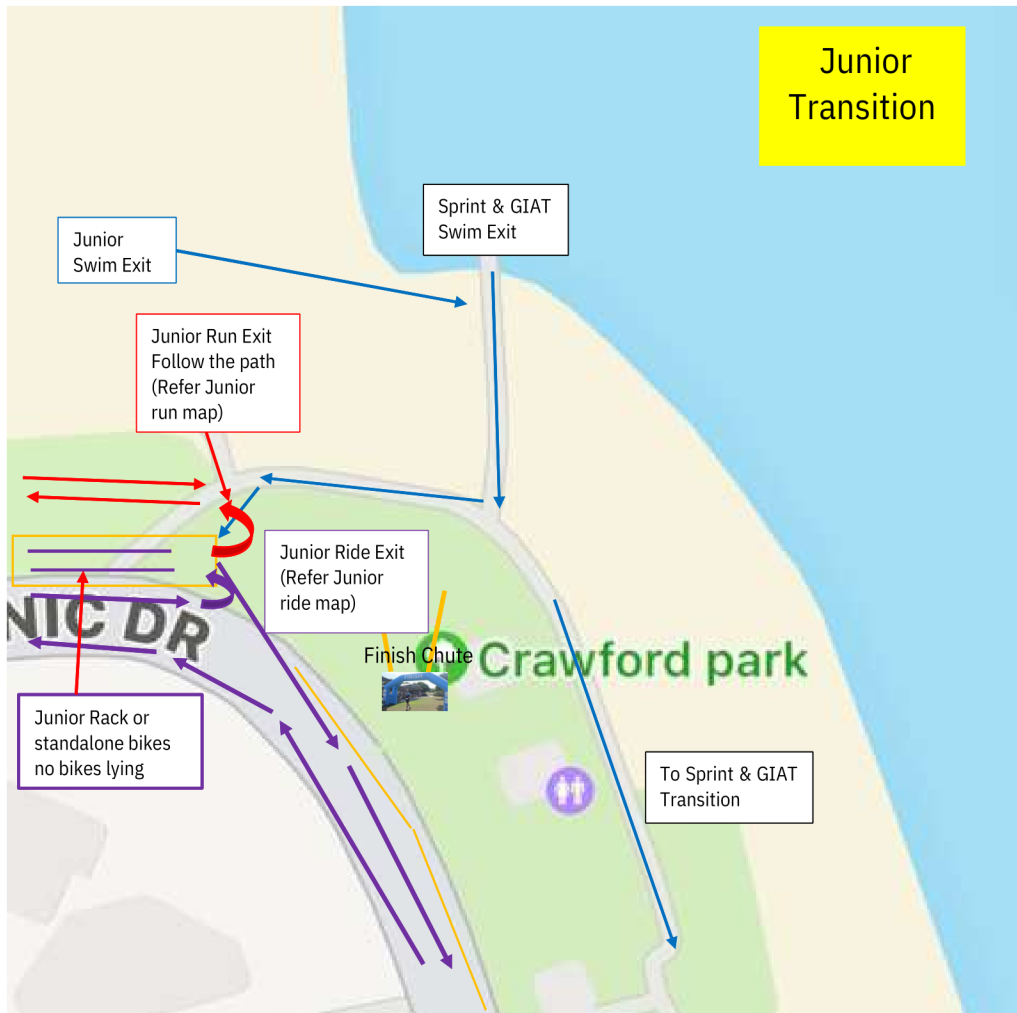 Junior
Transition
Sprint & GIAT
Swim Exit
Junior
Swim Exit
Junior Run Exit
Follow the path
(Refer Junior
run map)
Junior Ride Exit
(Refer Junior
ride map)
NIC DR
Finish Chute
Crawford park
Junior Rack or
standalone bikes
no bikes lying
To Sprint & GIAT
Transition